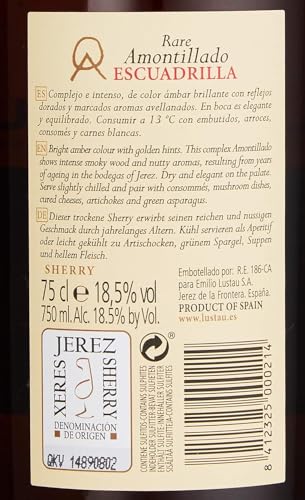 Rare
Amontillado
ESCUADRILLA
ES Complejo e intenso, de color ámbar brillante con reflejos
dorados y marcados aromas avellanados. En boca es elegante
y equilibrado. Consumir a 13 °C con embutidos, arroces,
consomés y carnes blancas.
EN Bright amber colour with golden hints. This complex Amontillado
shows intense smoky wood and nutty aromas, resulting from years
of ageing in the bodegas of Jerez. Dry and elegant on the palate.
Serve slightly chilled and pair with consommés, mushroom dishes,
cured cheeses, artichokes and green asparagus.
DE Dieser trockene Sherry erwirbt seinen reichen und nussigen
Geschmack durch jahrelanges Altern. Kühl servieren als Aperitif
oder leicht gekühlt zu Artischocken, grünem Spargel, Suppen
und hellem Fleisch.
SHERRY
75 cl e 18,5% vol
750 ml. Alc. 18.5% by Vol.
Embotellado por: R.E. 186-CA
para Emilio Lustau S.A.
Jerez de la Frontera. España.
PRODUCT OF SPAIN
www.lustau.es
JEREZ
XERES
SHERRY
DENOMINACIÓN
DE ORIGEN
QKV 14890802
CONTIENE SULFITOS-CONTAINS SULPHITES
8 412325 000214